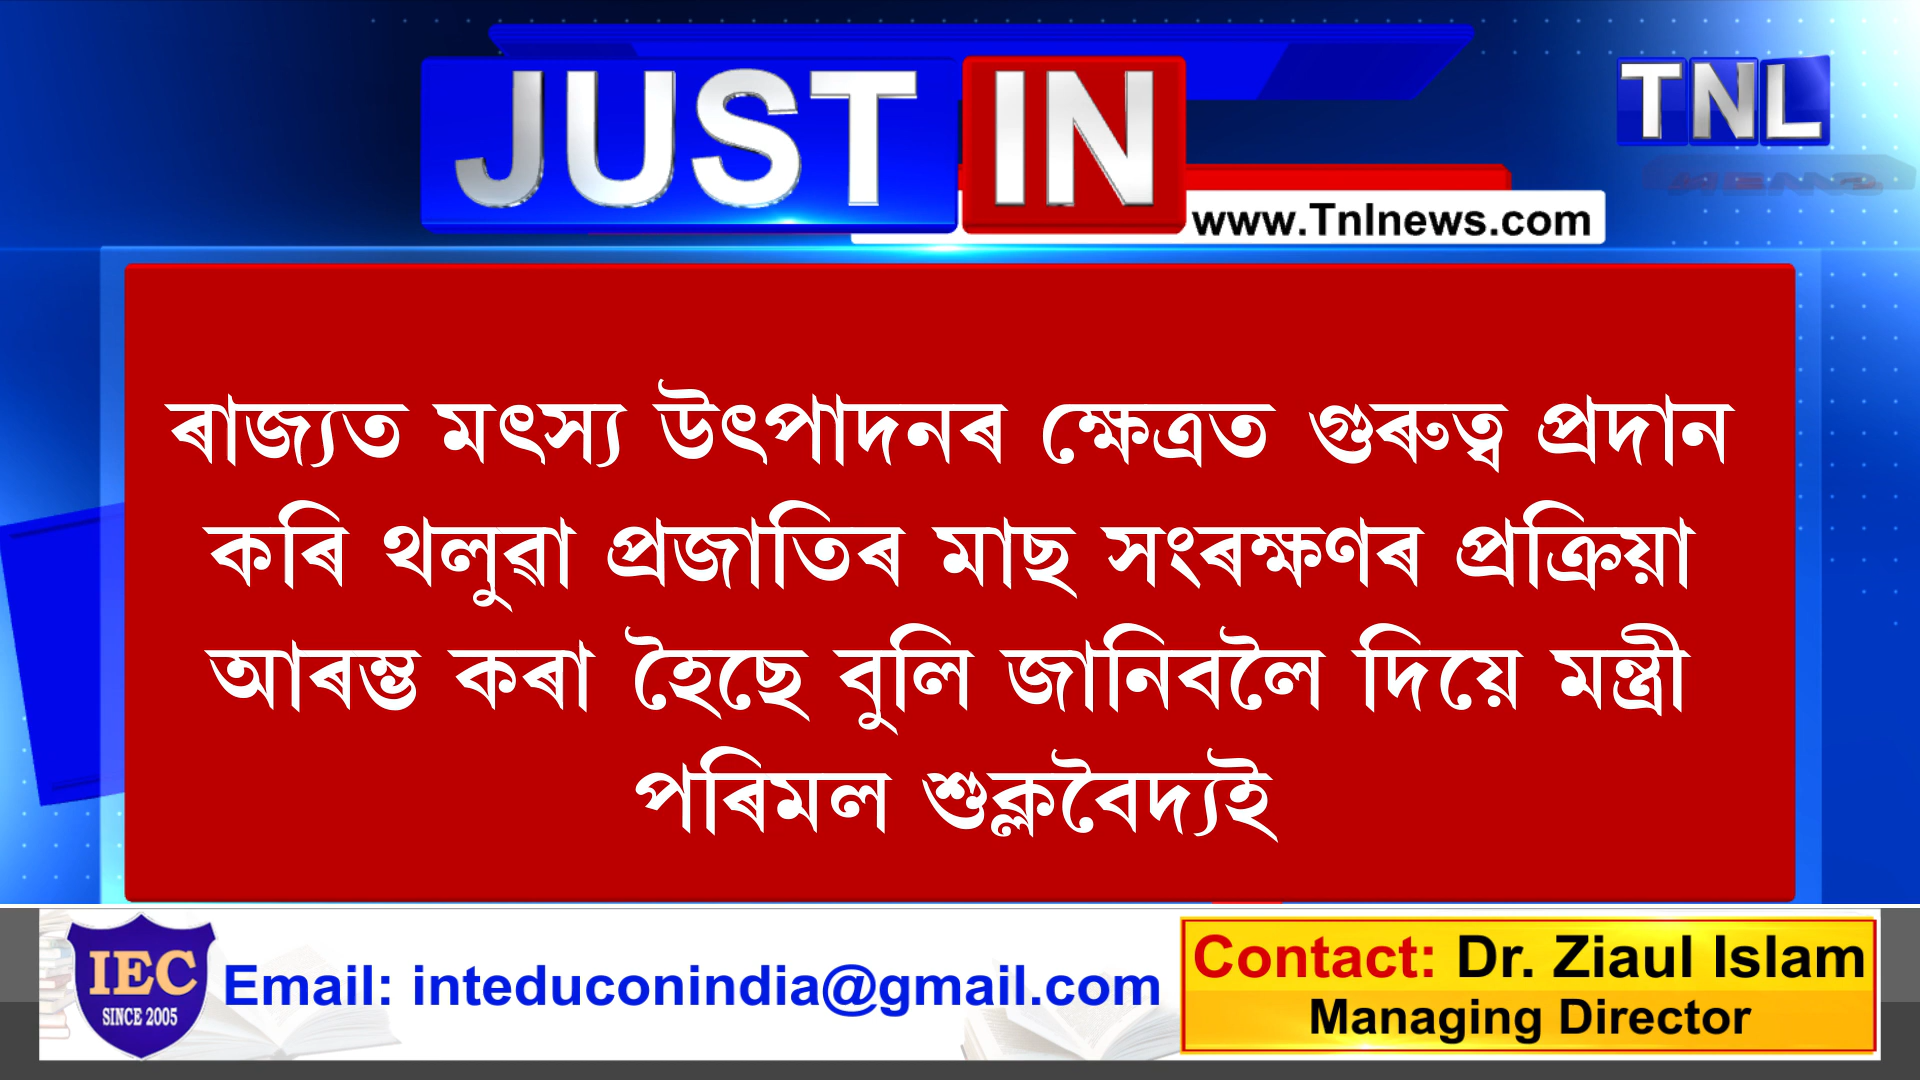 JUST IN
TNL
www.Tnlnews.com
ৰাজ্যত মৎস্য উৎপাদনৰ ক্ষেত্ৰত গুৰুত্ব প্ৰদান
কৰি থলুৱা প্ৰজাতিৰ মাছ সংৰক্ষণৰ প্ৰক্ৰিয়া
আৰম্ভ কৰা হৈছে বুলি জানিবলৈ দিয়ে মন্ত্ৰী
পৰিমল শুক্লবৈদ্যই
IEC
SINCE 2005
Email: inteduconindia@gmail.com
Contact: Dr. Ziaul Islam
Managing Director